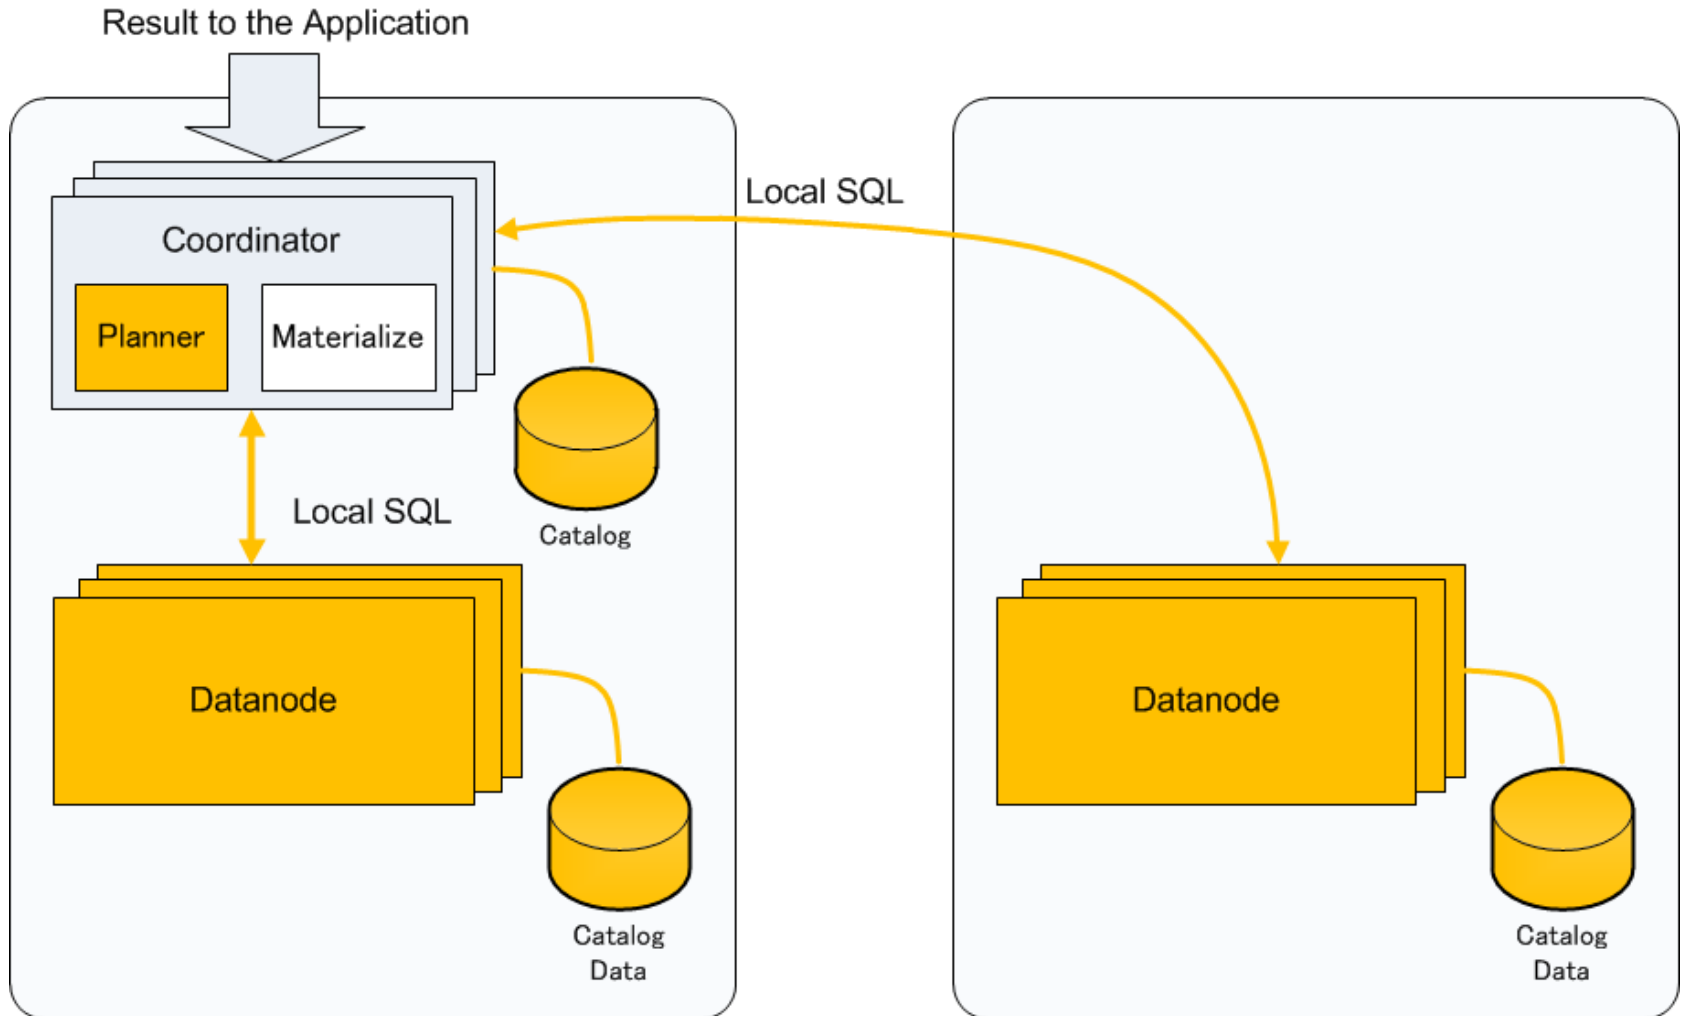 Result to the Application
Local SQL
Coordinator
Planner
Materialize
Local SQL
Catalog
Datanode
Datanode
Catalog
Data
Catalog
Data